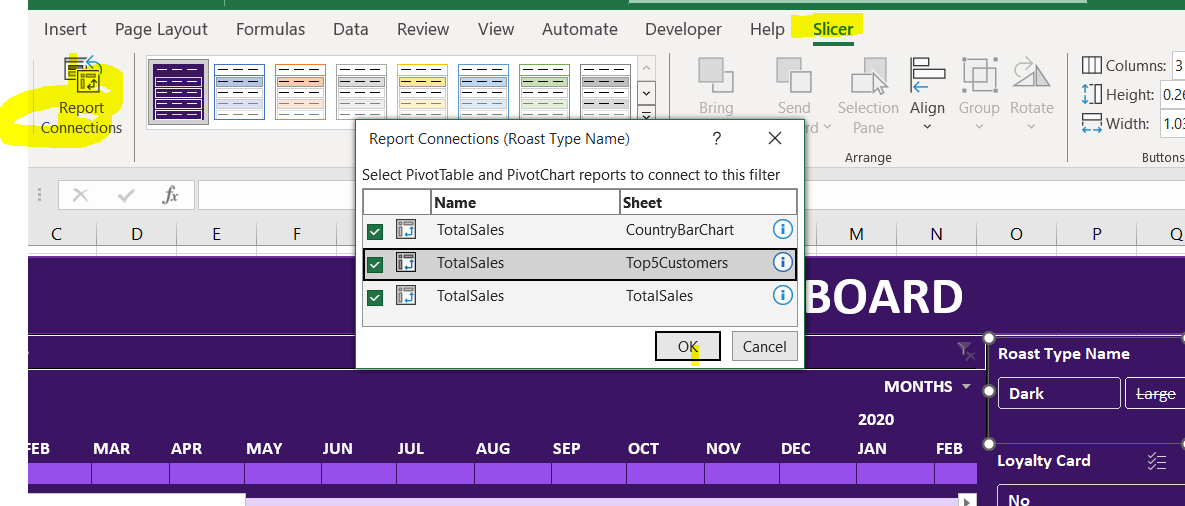 Insert Page Layout Formulas Data Review View Automate Developer Help Slicer
Report
Connections
Bring
Send
Selection
Pane
Align
Group
Rotate
Columns: 3
Height:
Width:
Arrange
Buttons
Report Connections (Roast Type Name) ?
Select PivotTable and PivotChart reports to connect to this filter
Name Sheet
TotalSales CountryBarChart
TotalSales Top5Customers
TotalSales TotalSales
OK Cancel
fx
C D E F M N O P Q
BOARD
Roast Type Name
Dark Large
MONTHS
2020
FEB MAR APR MAY JUN JUL AUG SEP OCT NOV DEC JAN FEB
Loyalty Card
No